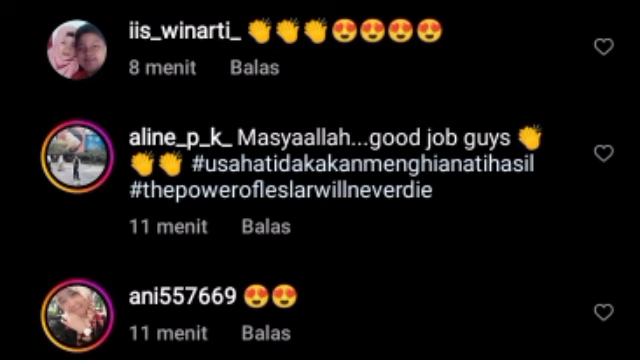 iis_winarti_ 👏👏👏😍😍😍😍
8 menit Balas
aline_p_k_ Masyaallah...good job guys 👏
👏👏 #usahatidakakanmenghianatihasil
#thepowerofleslarwillneverdie
11 menit Balas
ani557669 😍😍
11 menit Balas